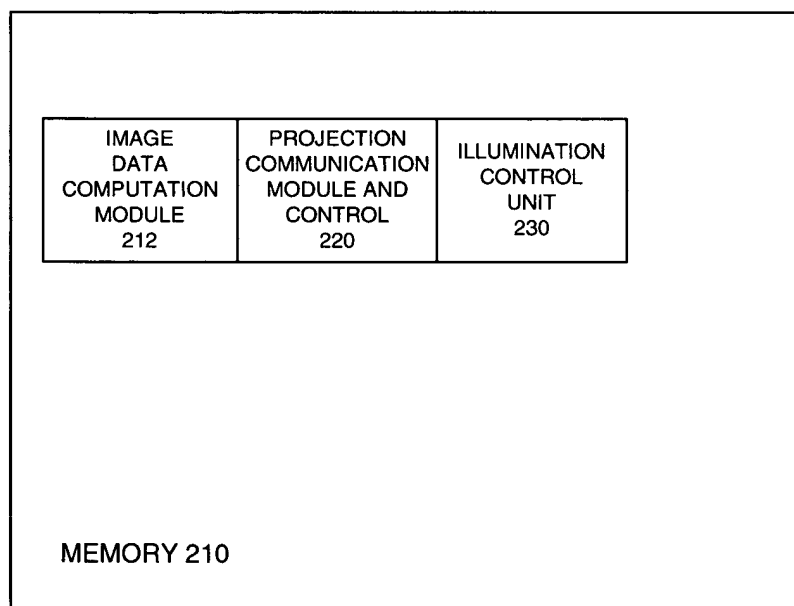 IMAGE
DATA
COMPUTATION
MODULE
212
PROJECTION
COMMUNICATION
MODULE AND
CONTROL
220
ILLUMINATION
CONTROL
UNIT
230
MEMORY 210